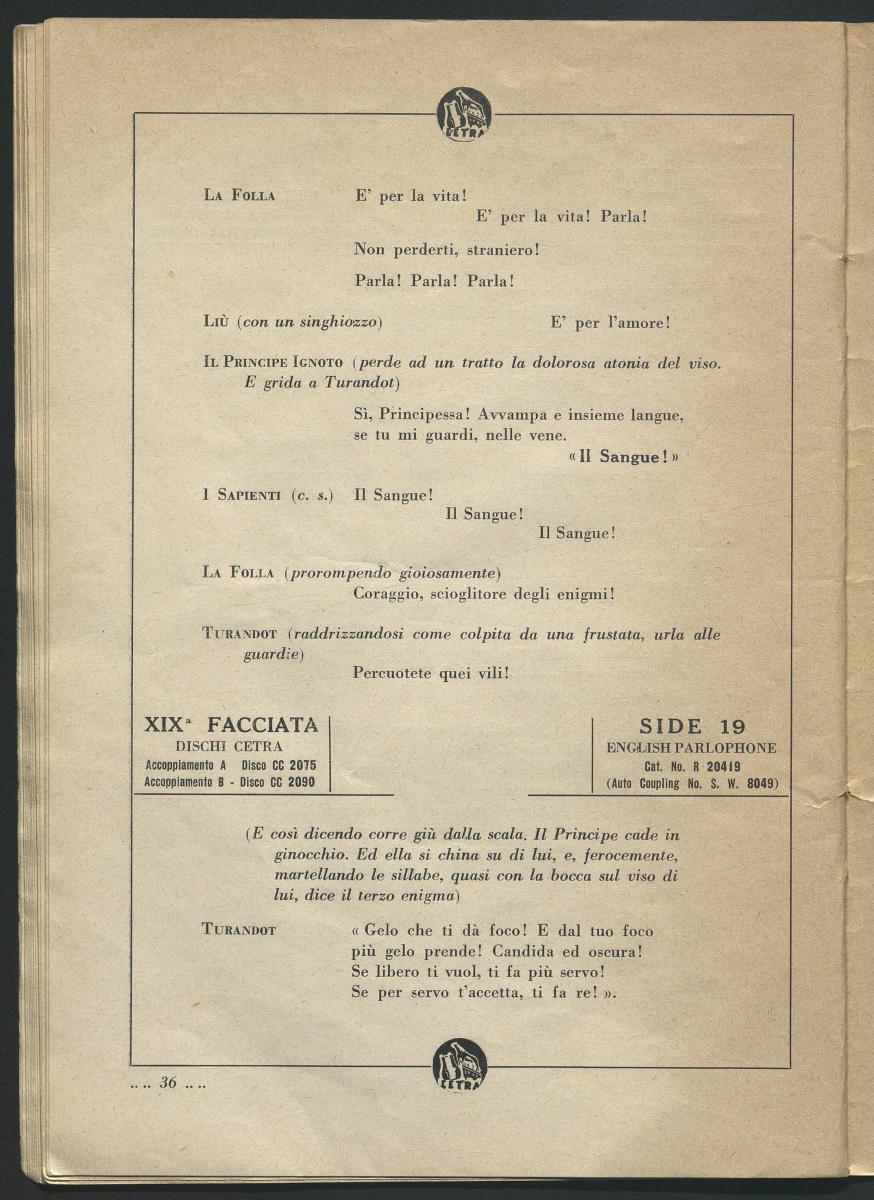 CETRA
LA FOLLA E' per la vita!
E' per la vita! Parla!
Non perderti, straniero!
Parla! Parla! Parla!
LIÙ (con un singhiozzo) E' per l'amore!
IL PRINCIPE IGNOTO (perde ad un tratto la dolorosa atonia del viso.
E grida a Turandot)
Sì, Principessa! Avvampa e insieme langue,
se tu mi guardi, nelle vene.
«Il Sangue!»
I SAPIENTI (c. s.) Il Sangue!
Il Sangue!
Il Sangue!
LA FOLLA (prorompendo gioiosamente)
Coraggio, scioglitore degli enigmi!
TURANDOT (raddrizzandosi come colpita da una frustata, urla alle
guardie)
Percuotete quei vili!
XIXª FACCIATA
DISCHI CETRA
Accoppiamento A Disco CC 2075
Accoppiamento B - Disco CC 2090
SIDE 19
ENGLISH PARLOPHONE
Cat. No. R 20419
(Auto Coupling No. S. W. 8049)
(E così dicendo corre giù dalla scala. Il Principe cade in
ginocchio. Ed ella si china su di lui, e, ferocemente,
martellando le sillabe, quasi con la bocca sul viso di
lui, dice il terzo enigma)
TURANDOT « Gelo che ti dà foco! E dal tuo foco
più gelo prende! Candida ed oscura!
Se libero ti vuol, ti fa più servo!
Se per servo t'accetta, ti fa re! ».
CETRA
.. .. 36 .. ..